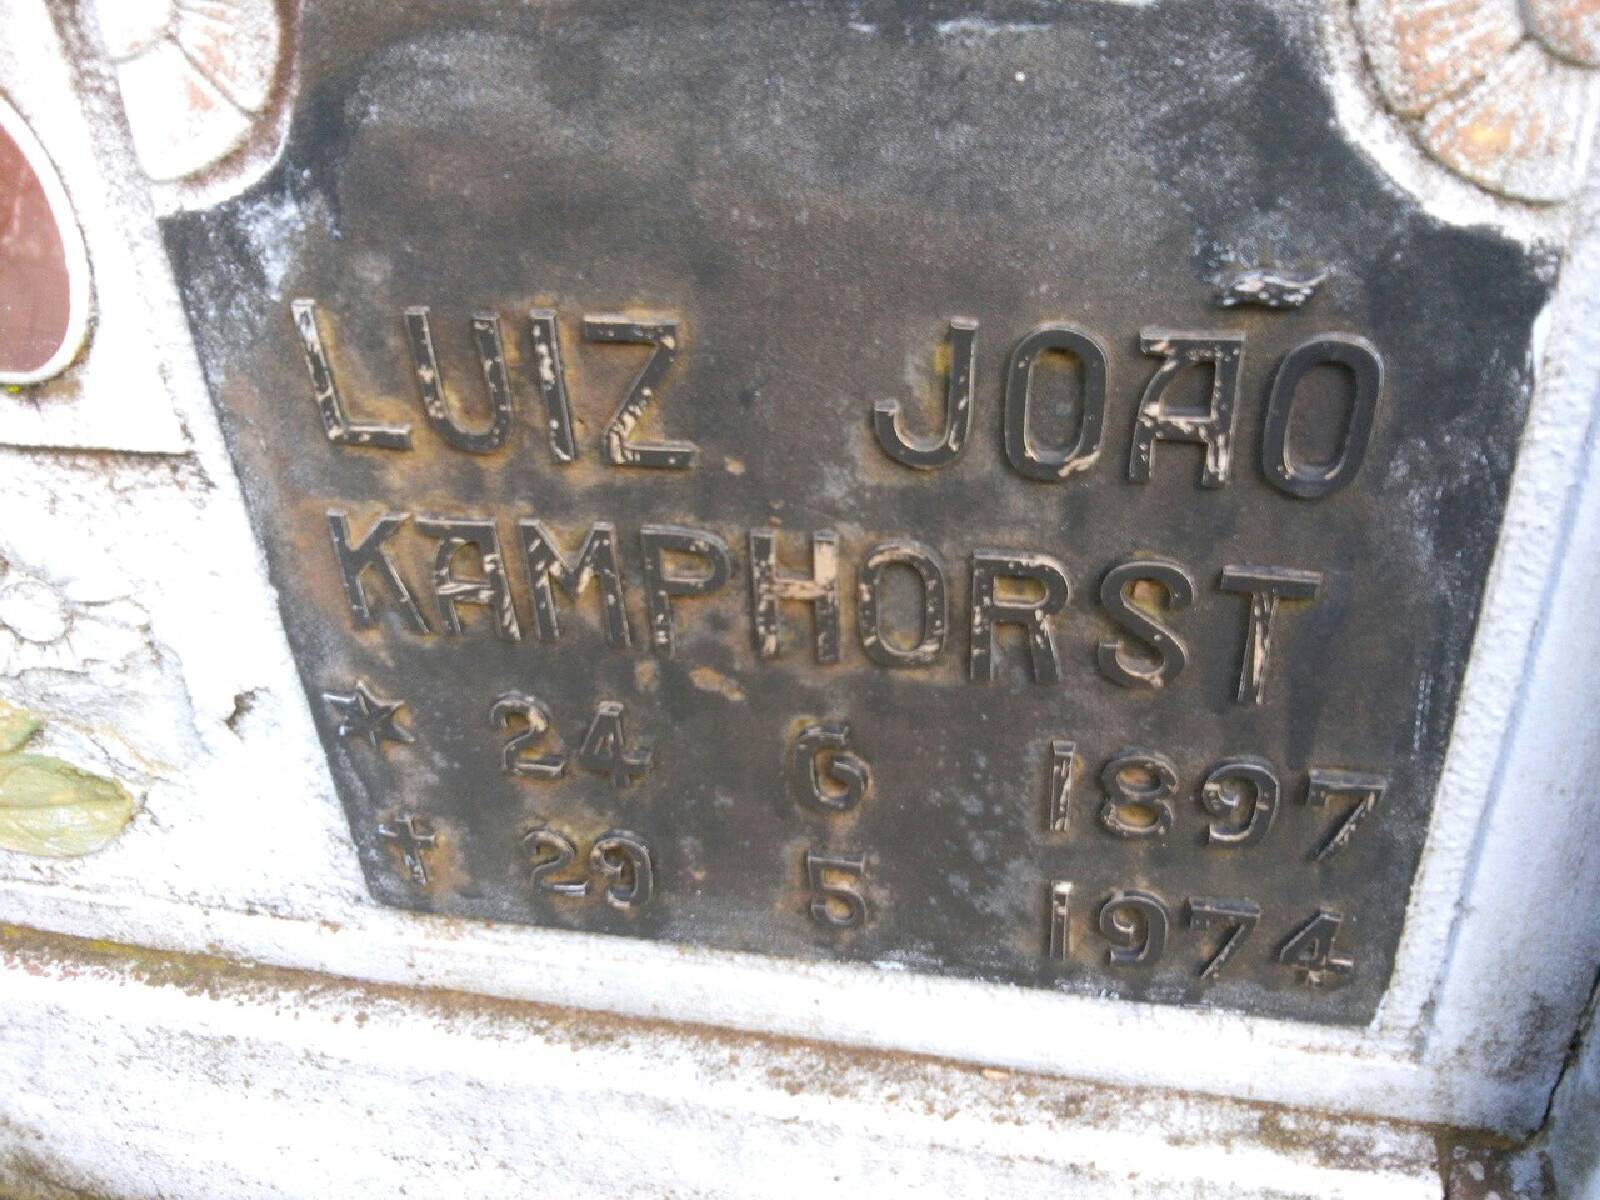 LUIZ JOÃO
KAMPHORST
★ 24 6 1897
✝ 29 5 1974